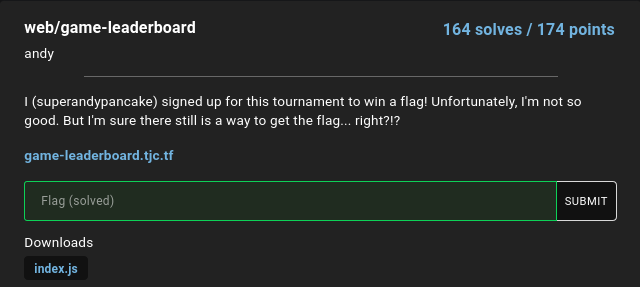 web/game-leaderboard
164 solves / 174 points
andy
I (superandypancake) signed up for this tournament to win a flag! Unfortunately, I'm not so
good. But I'm sure there still is a way to get the flag... right?!?
game-leaderboard.tjc.tf
Flag (solved)
SUBMIT
Downloads
index.js